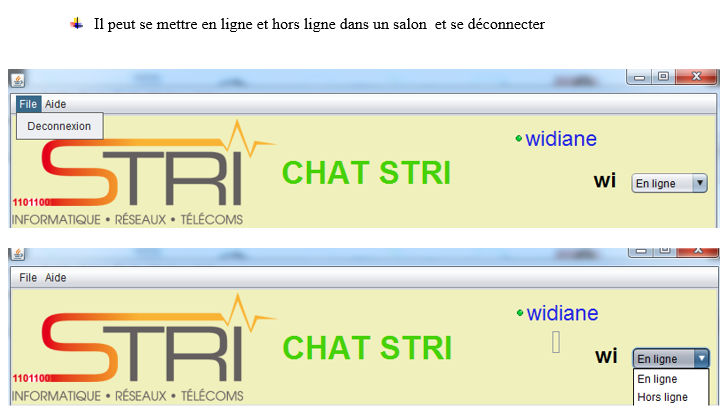 Il peut se mettre en ligne et hors ligne dans un salon et se déconnecter
File Aide
Deconnexion
widiane
STRI
CHAT STRI
wi
En ligne
1101100
INFORMATIQUE • RÉSEAUX • TÉLÉCOMS
File Aide
widiane
STRI
CHAT STRI
wi
En ligne
En ligne
Hors ligne
1101100
INFORMATIQUE • RÉSEAUX • TÉLÉCOMS